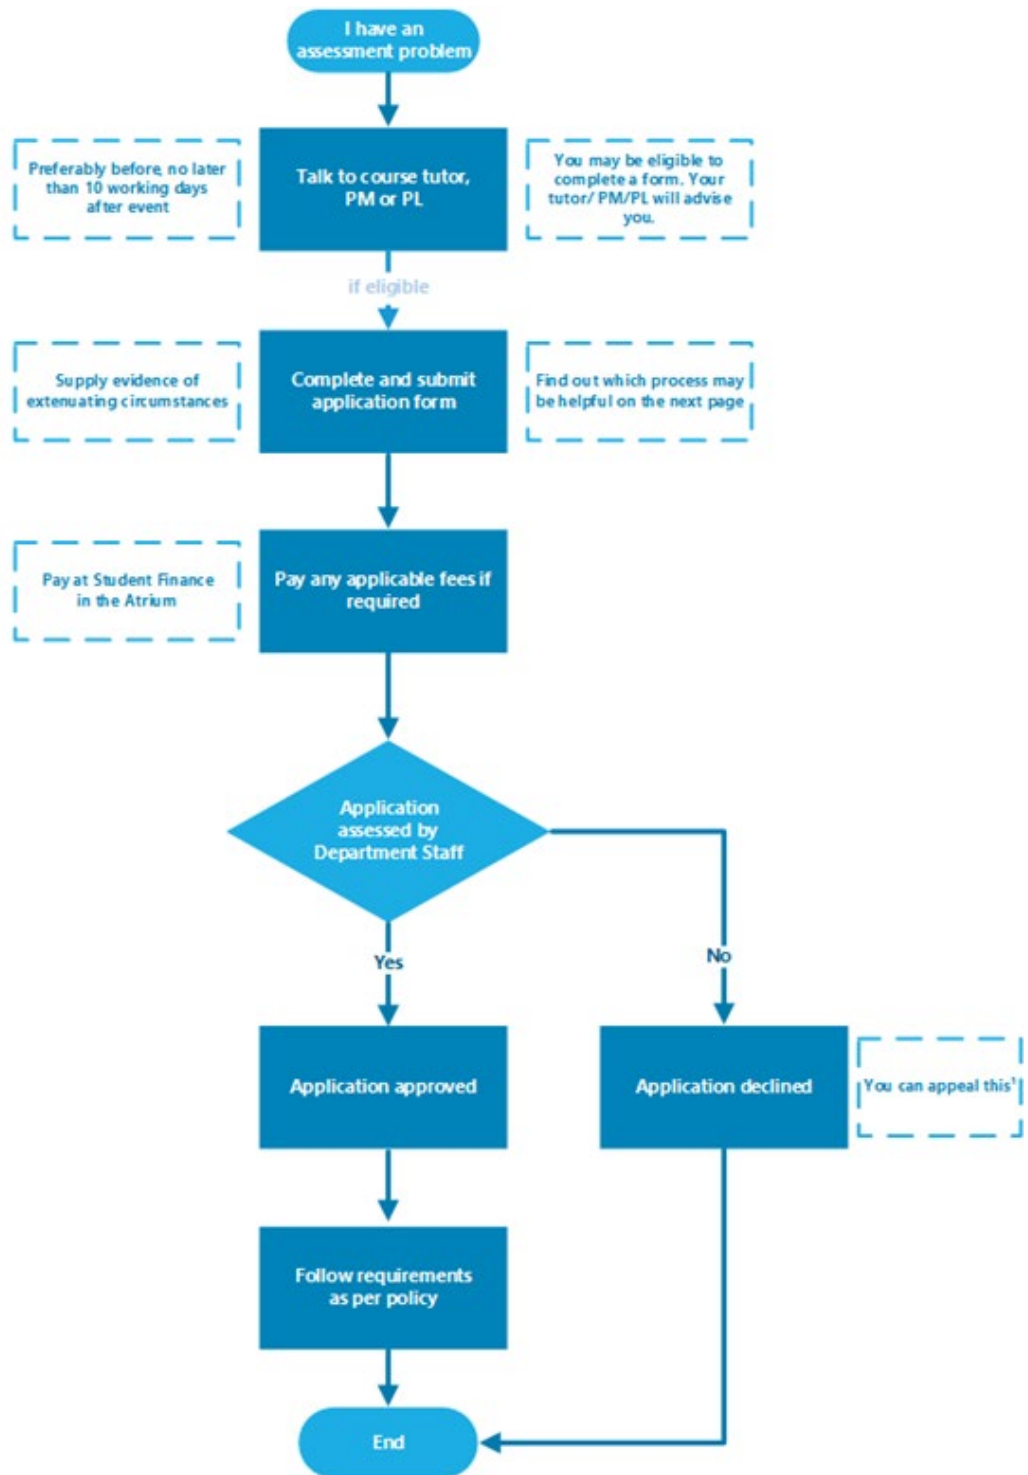 I have an
assessment problem
Preferably before, no later
than 10 working days
after event
Talk to course tutor,
PM or PL
You may be eligible to
complete a form. Your
tutor/ PM/PL will advise
you.
if eligible
Supply evidence of
extenuating circumstances
Complete and submit
application form
Find out which process may
be helpful on the next page
Pay at Student Finance
in the Atrium
Pay any applicable fees if
required
Application
assessed by
Department Staff
Yes
No
Application approved
Application declined
You can appeal this¹
Follow requirements
as per policy
End